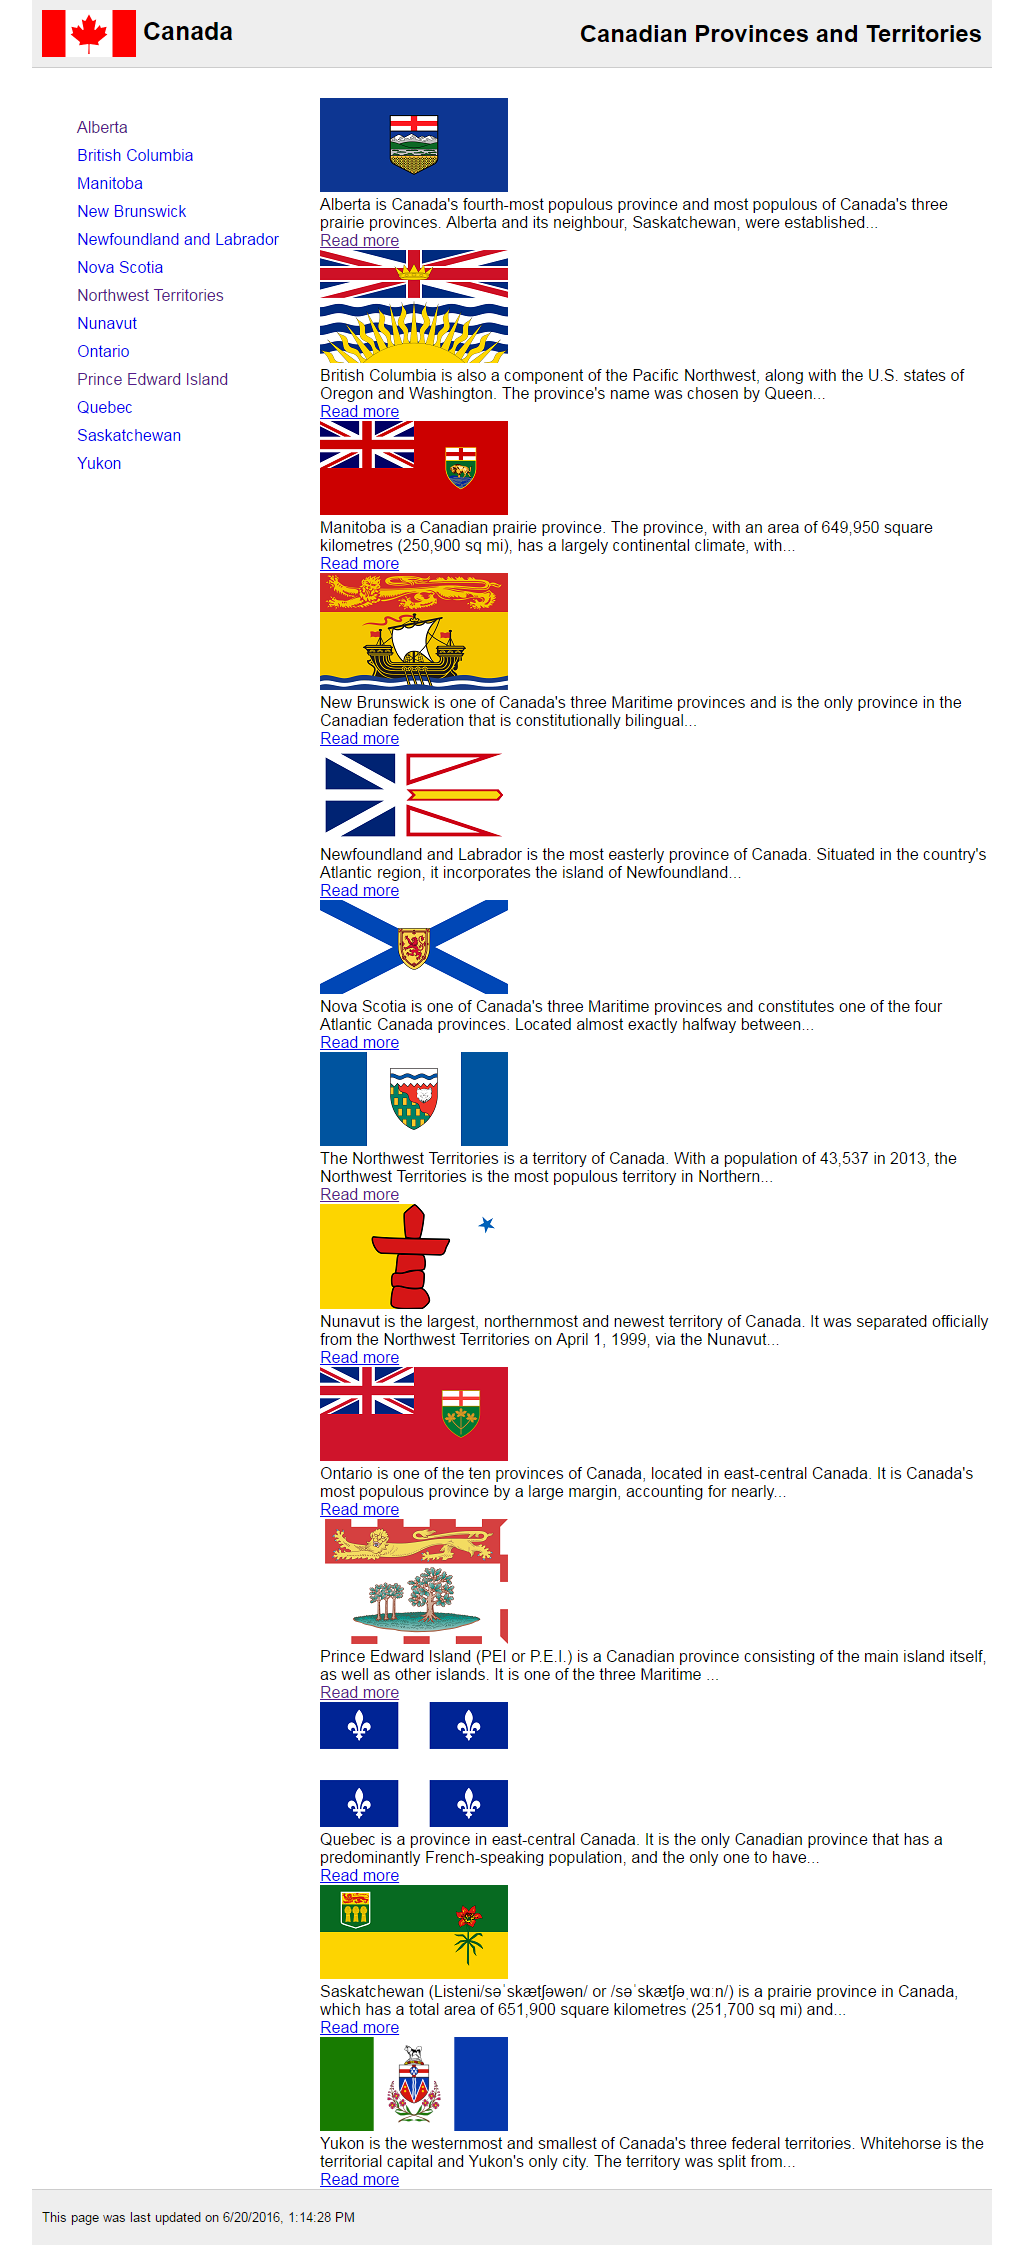 Canada
Canadian Provinces and Territories
Alberta
British Columbia
Manitoba
New Brunswick
Newfoundland and Labrador
Nova Scotia
Northwest Territories
Nunavut
Ontario
Prince Edward Island
Quebec
Saskatchewan
Yukon
Alberta is Canada's fourth-most populous province and most populous of Canada's three
prairie provinces. Alberta and its neighbour, Saskatchewan, were established...
Read more
British Columbia is also a component of the Pacific Northwest, along with the U.S. states of
Oregon and Washington. The province's name was chosen by Queen...
Read more
Manitoba is a Canadian prairie province. The province, with an area of 649,950 square
kilometres (250,900 sq mi), has a largely continental climate, with...
Read more
New Brunswick is one of Canada's three Maritime provinces and is the only province in the
Canadian federation that is constitutionally bilingual...
Read more
Newfoundland and Labrador is the most easterly province of Canada. Situated in the country's
Atlantic region, it incorporates the island of Newfoundland...
Read more
Nova Scotia is one of Canada's three Maritime provinces and constitutes one of the four
Atlantic Canada provinces. Located almost exactly halfway between...
Read more
The Northwest Territories is a territory of Canada. With a population of 43,537 in 2013, the
Northwest Territories is the most populous territory in Northern...
Read more
Nunavut is the largest, northernmost and newest territory of Canada. It was separated officially
from the Northwest Territories on April 1, 1999, via the Nunavut...
Read more
Ontario is one of the ten provinces of Canada, located in east-central Canada. It is Canada's
most populous province by a large margin, accounting for nearly...
Read more
Prince Edward Island (PEI or P.E.I.) is a Canadian province consisting of the main island itself,
as well as other islands. It is one of the three Maritime ...
Read more
Quebec is a province in east-central Canada. It is the only Canadian province that has a
predominantly French-speaking population, and the only one to have...
Read more
Saskatchewan (Listeni/səˈskætʃəwən/ or /səˈskætʃəˌwɑːn/) is a prairie province in Canada,
which has a total area of 651,900 square kilometres (251,700 sq mi) and...
Read more
Yukon is the westernmost and smallest of Canada's three federal territories. Whitehorse is the
territorial capital and Yukon's only city. The territory was split from...
Read more
This page was last updated on 6/20/2016, 1:14:28 PM